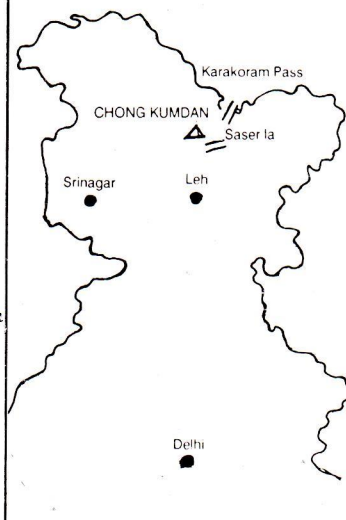 Karakoram Pass
CHONG KUMDAN
Saser la
Srinagar
Leh
Delhi